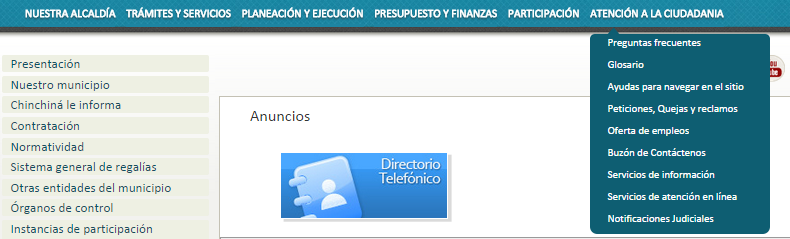 NUESTRA ALCALDÍA TRÁMITES Y SERVICIOS PLANEACIÓN Y EJECUCIÓN PRESUPUESTO Y FINANZAS PARTICIPACIÓN ATENCIÓN A LA CIUDADANIA
Preguntas frecuentes
Glosario
Ayudas para navegar en el sitio
Peticiones, Quejas y reclamos
Oferta de empleos
Buzón de Contáctenos
Servicios de información
Servicios de atención en línea
Notificaciones Judiciales
Presentación
Nuestro municipio
Chinchiná le informa
Contratación
Normatividad
Sistema general de regalías
Otras entidades del municipio
Órganos de control
Instancias de participación
Anuncios
Directorio
Telefónico